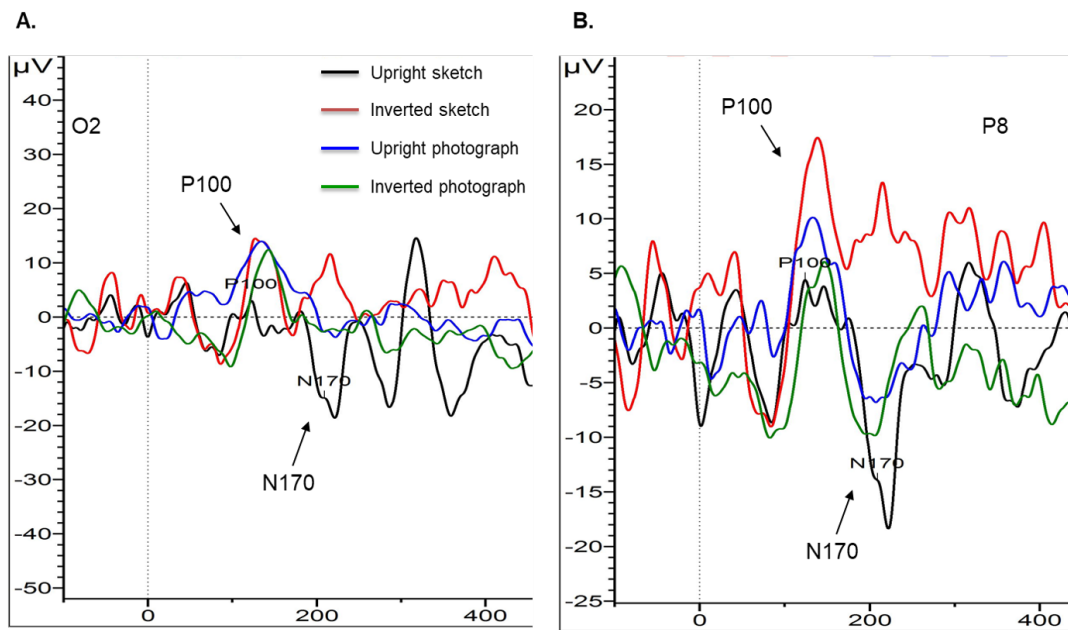 A.
µV
40
30
20
10
0
-10
-20
-30
-40
-50
0
200
400
O2
Upright sketch
Inverted sketch
Upright photograph
Inverted photograph
P100
P100
N170
N170
B.
µV
20
15
10
5
0
-5
-10
-15
-20
-25
0
200
400
P8
P100
P100
N170
N170